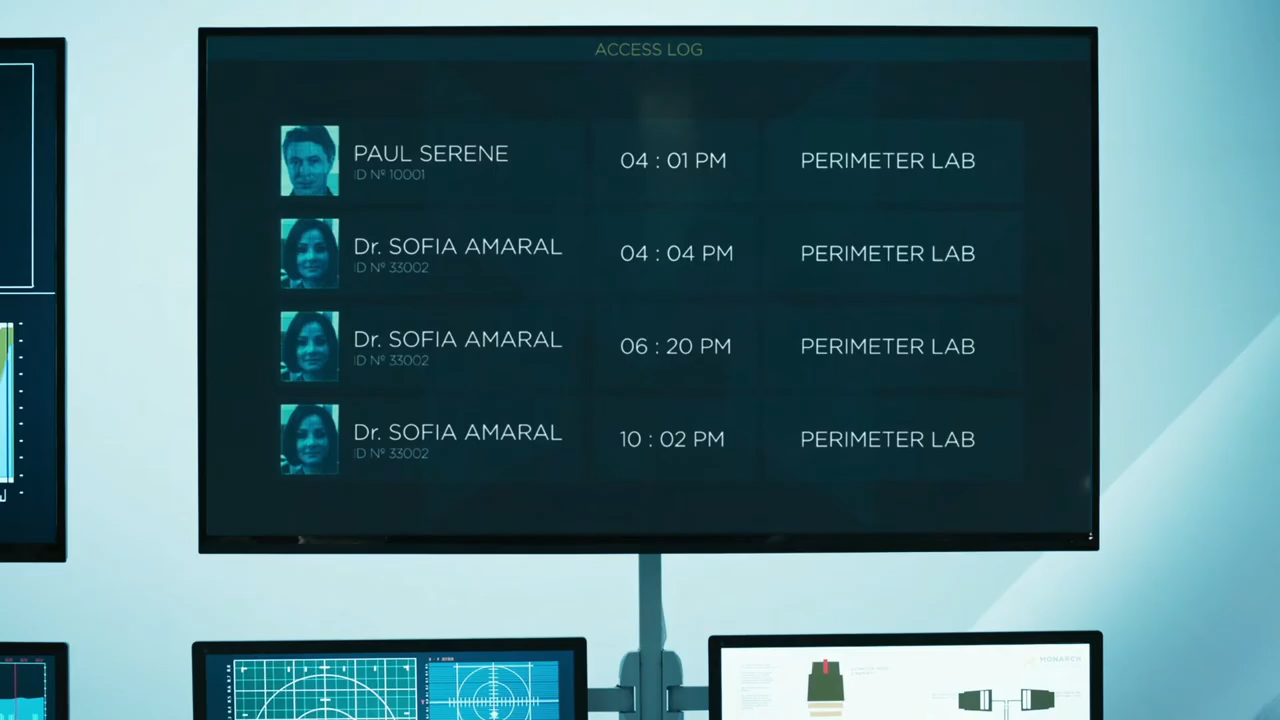 ACCESS LOG
PAUL SERENE
ID Nº 10001
04 : 01 PM
PERIMETER LAB
Dr. SOFIA AMARAL
ID Nº 33002
04 : 04 PM
PERIMETER LAB
Dr. SOFIA AMARAL
ID Nº 33002
06 : 20 PM
PERIMETER LAB
Dr. SOFIA AMARAL
ID Nº 33002
10 : 02 PM
PERIMETER LAB
MONARCH